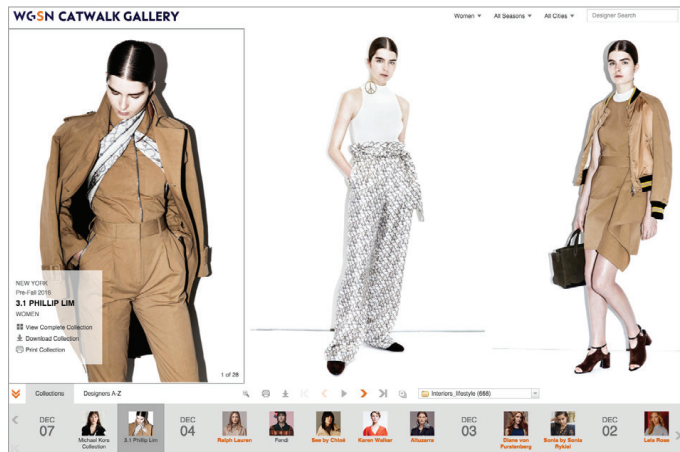 WGSN CATWALK GALLERY
Women All Seasons All Cities Designer Search
NEW YORK
Pre-Fall 2016
3.1 PHILLIP LIM
WOMEN
View Complete Collection
Download Collection
Print Collection
1 of 28
Collections Designers A-Z Interiors_lifestyle (668)
DEC
07
Michael Kors
Collection
3.1 Phillip Lim
DEC
04
Ralph Lauren
Fendi
See by Chloé
Karen Walker
Altuzarra
DEC
03
Diane von
Furstenberg
Sonia by Sonia
Rykiel
DEC
02
Lela Rose